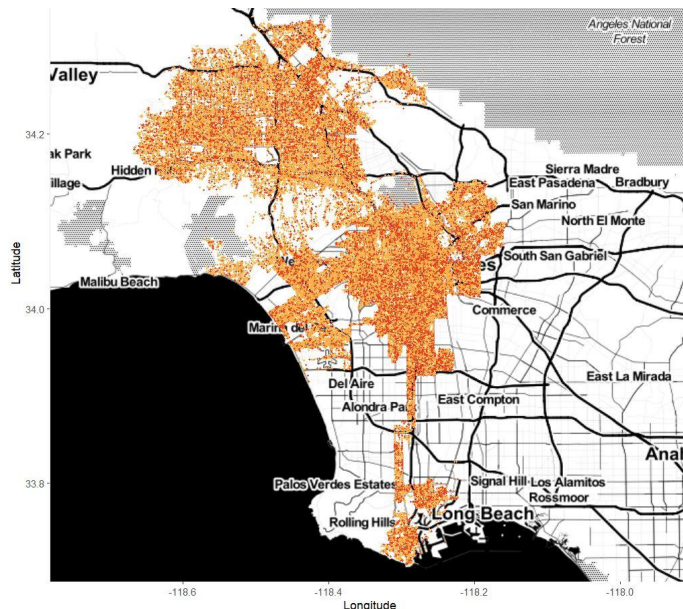 Angeles National
Forest
Valley
34.2
ak Park
Hidden
illage
Sierra Madre
East Pasadena
Bradbury
San Marino
North El Monte
South San Gabriel
Latitude
Malibu Beach
34.0
Commerce
Marina del
Del Aire
East La Mirada
Alondra Pa
East Compton
Anal
33.8
Palos Verdes Estates
Signal Hill
Los Alamitos
Rossmoor
Rolling Hills
Long Beach
-118.6
-118.4
-118.2
-118.0
Longitude